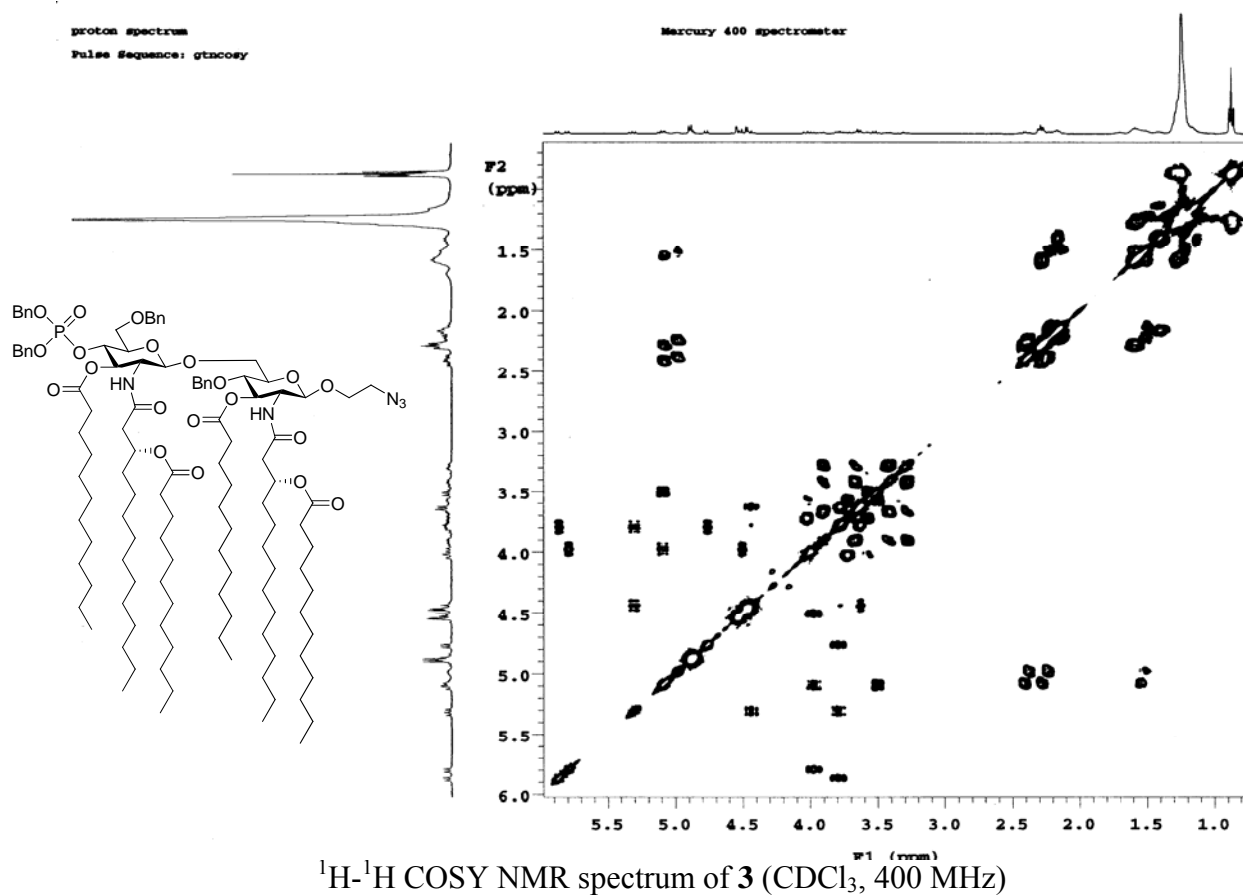 proton spectrum
Pulse Sequence: gtncosy
Mercury 400 spectrometer
F2
(ppm)
1.5
2.0
2.5
3.0
3.5
4.0
4.5
5.0
5.5
6.0
5.5 5.0 4.5 4.0 3.5 3.0 2.5 2.0 1.5 1.0
F1 (ppm)
BnO
O
OBn
P
BnO
O
O
O
O
O
BnO
O
O
N3
O
HN
O
O
O
O
HN
O
O
O
O
O
¹H-¹H COSY NMR spectrum of 3 (CDCl₃, 400 MHz)